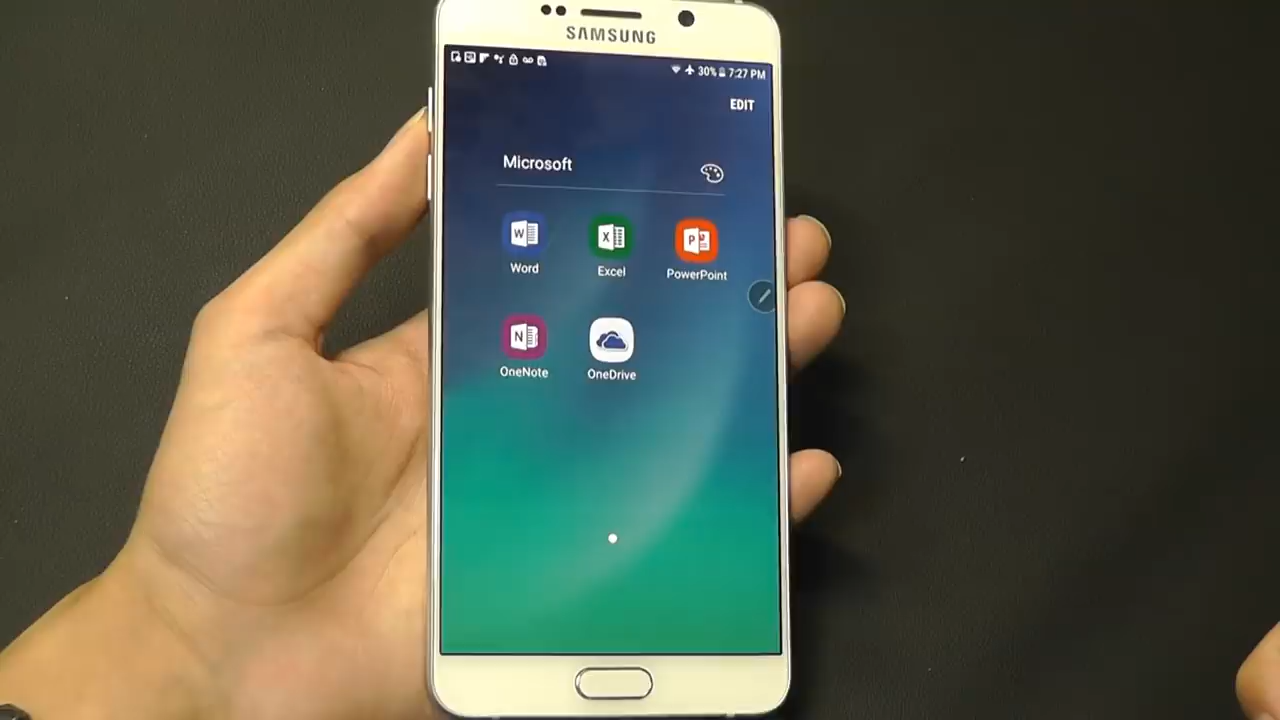 SAMSUNG
30% 7:27 PM
EDIT
Microsoft
Word Excel PowerPoint
OneNote OneDrive